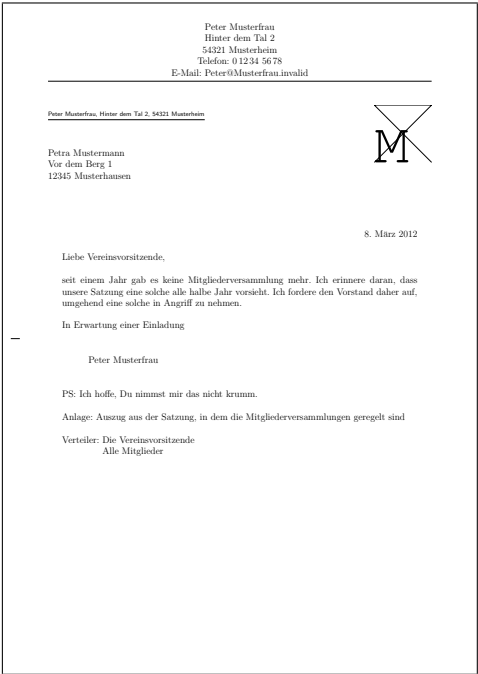 Peter Musterfrau
Hinter dem Tal 2
54321 Musterheim
Telefon: 0 12 34 56 78
E-Mail: Peter@Musterfrau.invalid
Peter Musterfrau, Hinter dem Tal 2, 54321 Musterheim
M
Petra Mustermann
Vor dem Berg 1
12345 Musterhausen
8. März 2012
Liebe Vereinsvorsitzende,
seit einem Jahr gab es keine Mitgliederversammlung mehr. Ich erinnere daran, dass
unsere Satzung eine solche alle halbe Jahr vorsieht. Ich fordere den Vorstand daher auf,
umgehend eine solche in Angriff zu nehmen.
In Erwartung einer Einladung
Peter Musterfrau
PS: Ich hoffe, Du nimmst mir das nicht krumm.
Anlage: Auszug aus der Satzung, in dem die Mitgliederversammlungen geregelt sind
Verteiler: Die Vereinsvorsitzende
Alle Mitglieder